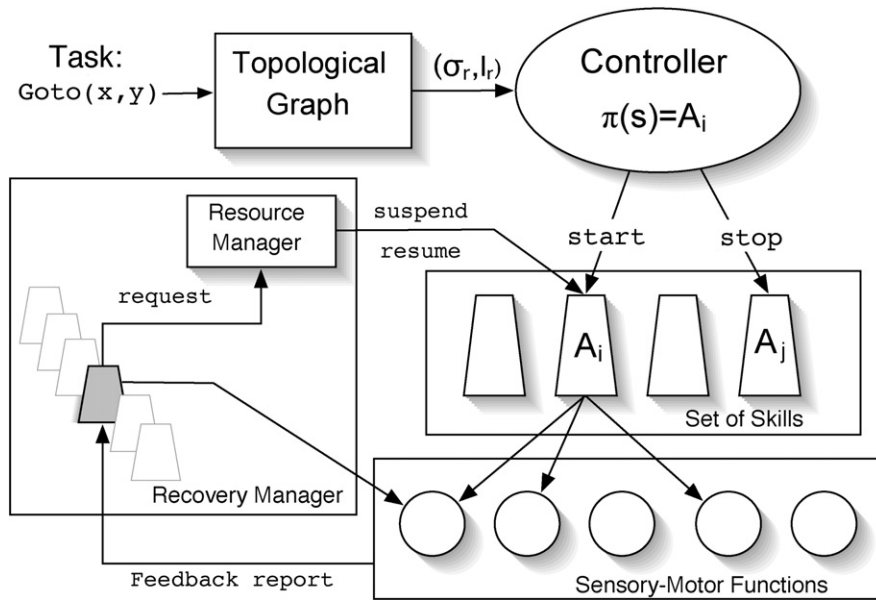 Task:
Goto(x,y)
Topological
Graph
(σr,lr)
Controller
π(s)=Ai
Resource
Manager
suspend
resume
start
stop
request
Ai
Aj
Set of Skills
Recovery Manager
Feedback report
Sensory-Motor Functions